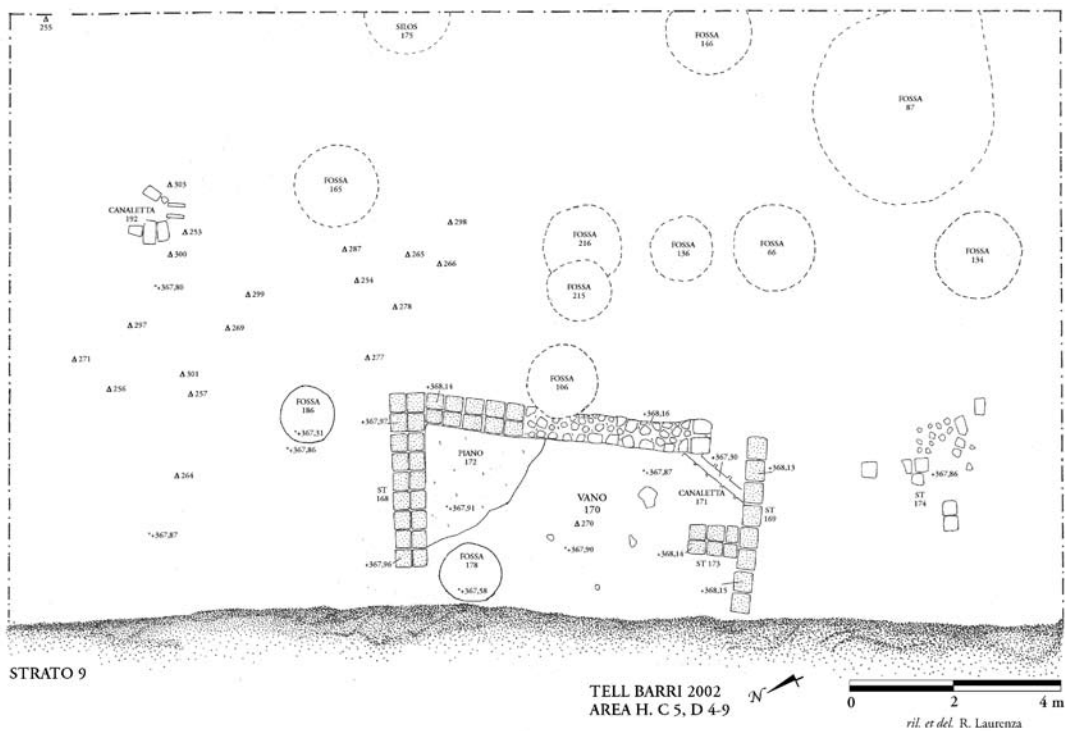 255
SILOS
175
FOSSA
146
FOSSA
87
303
CANALETTA
192
253
300
°+367,80
FOSSA
165
298
287
265
266
254
278
299
297
269
271
256
301
257
277
264
°+367,87
FOSSA
216
FOSSA
215
FOSSA
136
FOSSA
66
FOSSA
134
FOSSA
166
FOSSA
186
°+367,31
°+367,86
+368,14
+367,97
+368,16
PIANO
172
ST
168
°+367,91
+367,96
FOSSA
178
°+367,58
VANO
170
270
°+367,90
°+367,87
+367,30
CANALETTA
171
+368,13
ST
169
+368,14
ST 173
+368,15
+367,86
ST
174
STRATO 9
TELL BARRI 2002
AREA H. C 5, D 4-9
N
0 2 4 m
ril. et del. R. Laurenza